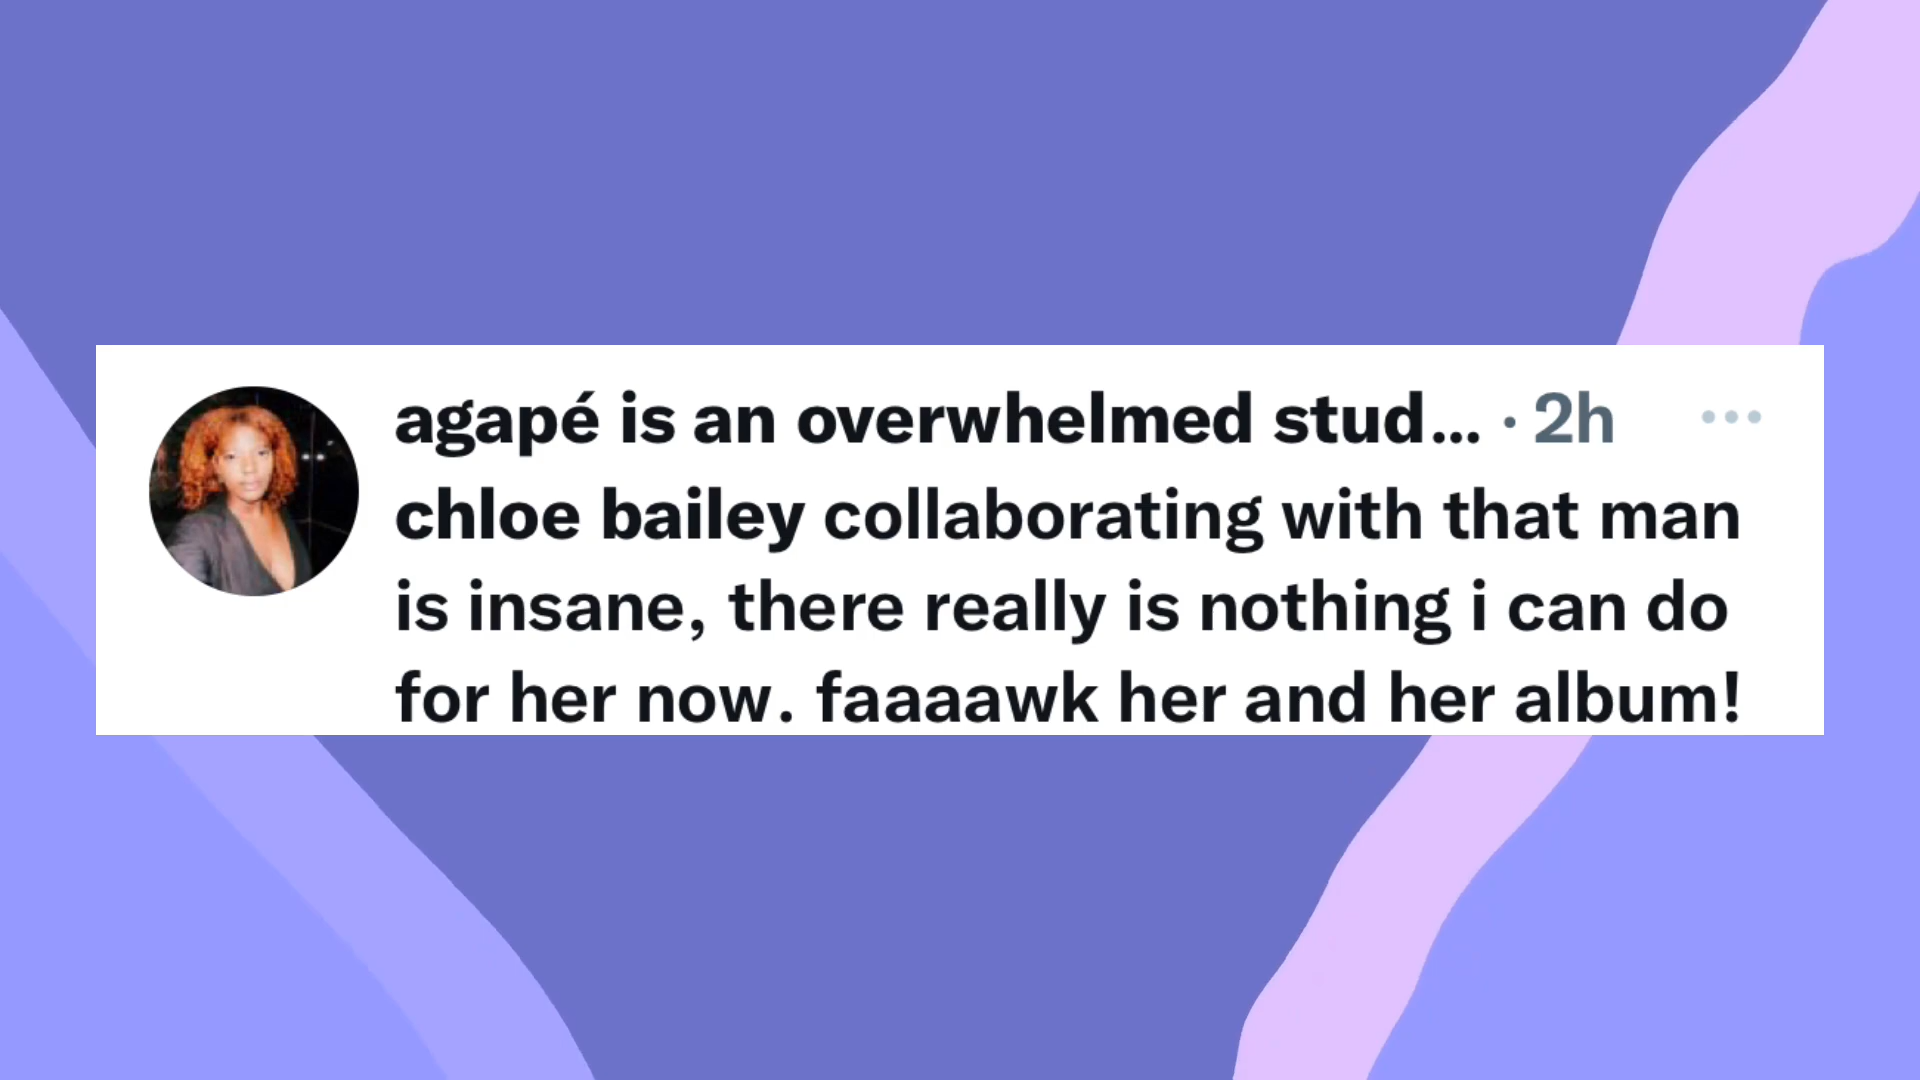 agapé is an overwhelmed stud... · 2h
chloe bailey collaborating with that man
is insane, there really is nothing i can do
for her now. faaaawk her and her album!